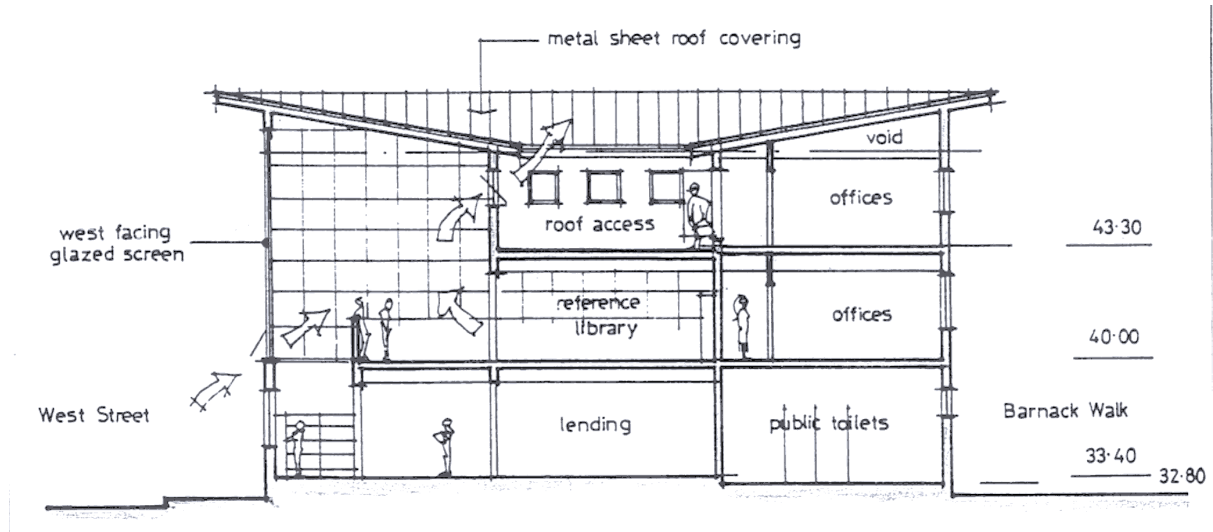 metal sheet roof covering
void
offices
roof access
west facing
glazed screen
43·30
reference
library
offices
40·00
West Street
lending
public toilets
Barnack Walk
33·40
32·80